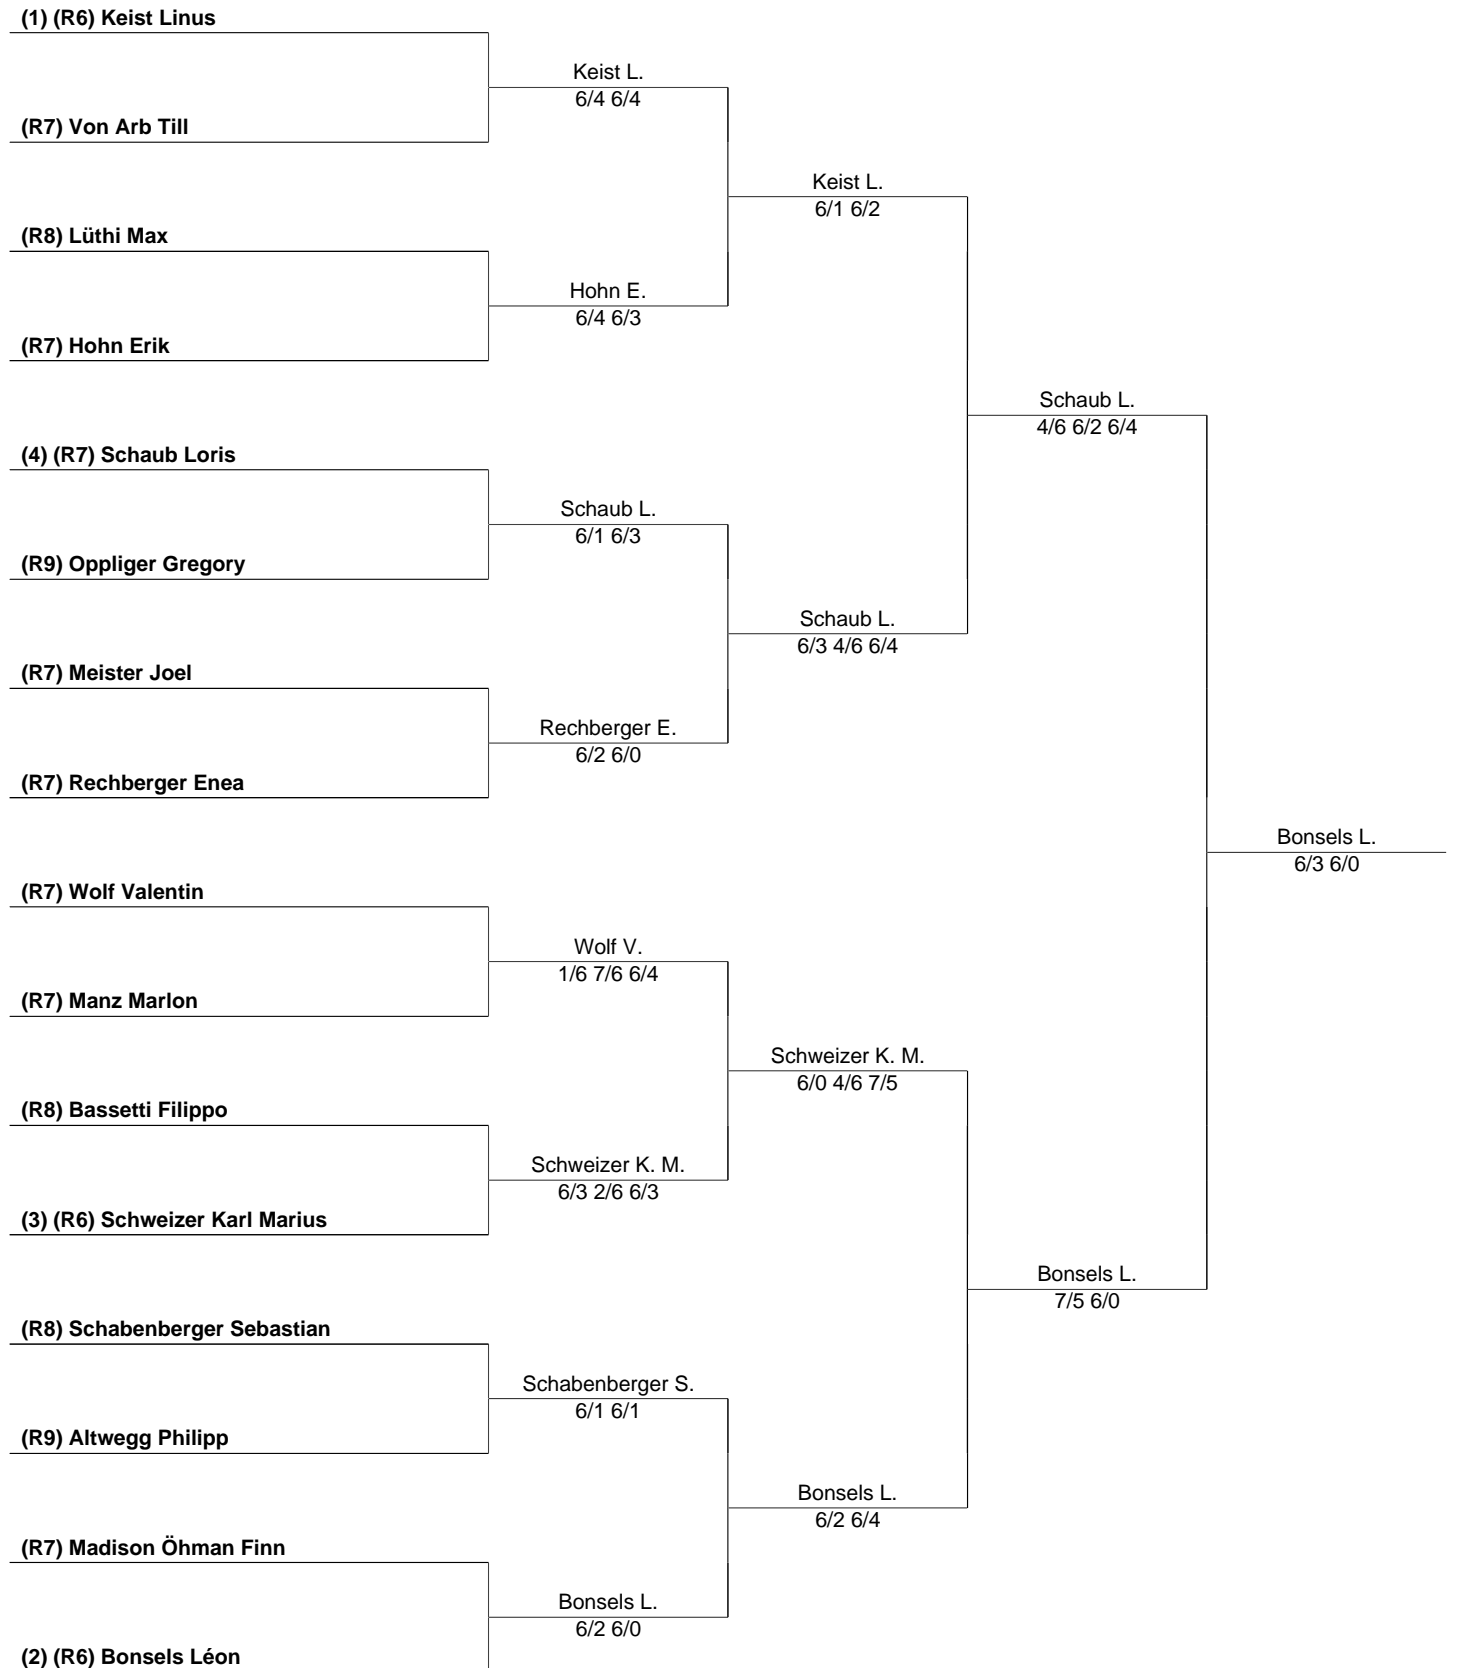 (1) (R6) Keist Linus
Keist L.
6/4 6/4
(R7) Von Arb Till
Keist L.
6/1 6/2
(R8) Lüthi Max
Hohn E.
6/4 6/3
(R7) Hohn Erik
Schaub L.
4/6 6/2 6/4
(4) (R7) Schaub Loris
Schaub L.
6/1 6/3
(R9) Oppliger Gregory
Schaub L.
6/3 4/6 6/4
(R7) Meister Joel
Rechberger E.
6/2 6/0
(R7) Rechberger Enea
Bonsels L.
6/3 6/0
(R7) Wolf Valentin
Wolf V.
1/6 7/6 6/4
(R7) Manz Marlon
Schweizer K. M.
6/0 4/6 7/5
(R8) Bassetti Filippo
Schweizer K. M.
6/3 2/6 6/3
(3) (R6) Schweizer Karl Marius
Bonsels L.
7/5 6/0
(R8) Schabenberger Sebastian
Schabenberger S.
6/1 6/1
(R9) Altwegg Philipp
Bonsels L.
6/2 6/4
(R7) Madison Öhman Finn
Bonsels L.
6/2 6/0
(2) (R6) Bonsels Léon